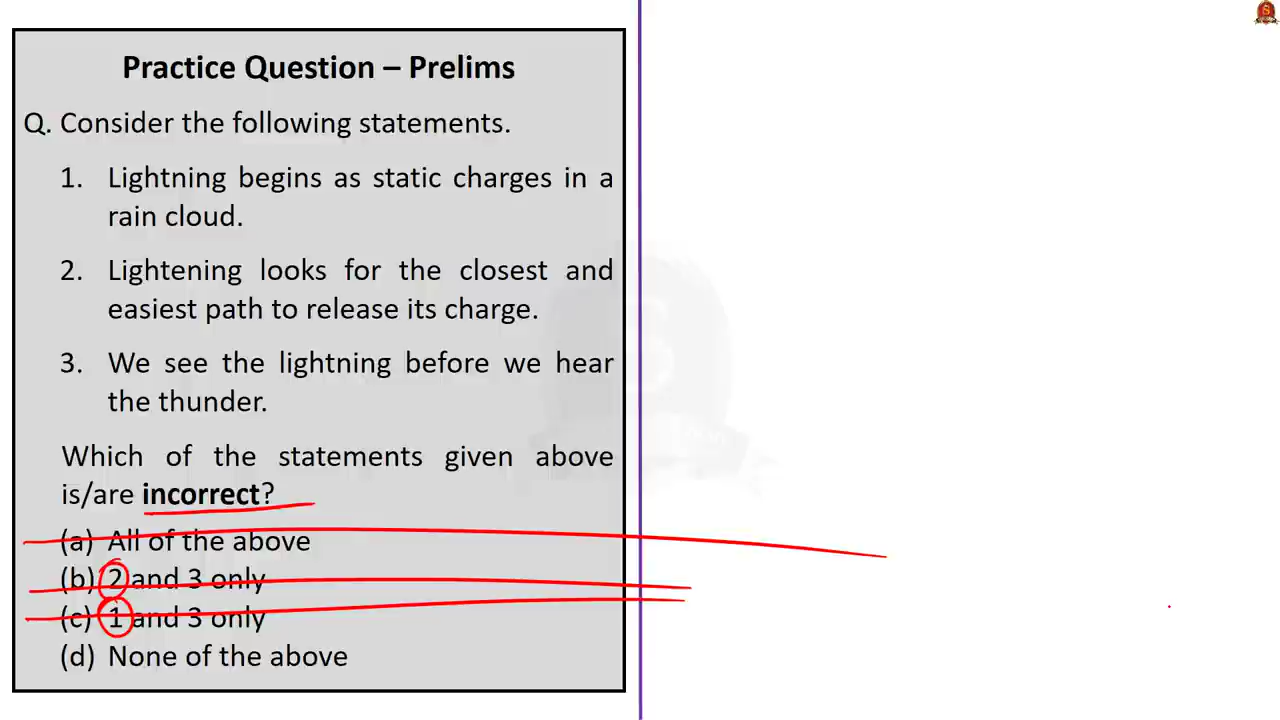 Practice Question – Prelims
Q. Consider the following statements.
1. Lightning begins as static charges in a
rain cloud.
2. Lightening looks for the closest and
easiest path to release its charge.
3. We see the lightning before we hear
the thunder.
Which of the statements given above
is/are incorrect?
(a) All of the above
(b) 2 and 3 only
(c) 1 and 3 only
(d) None of the above